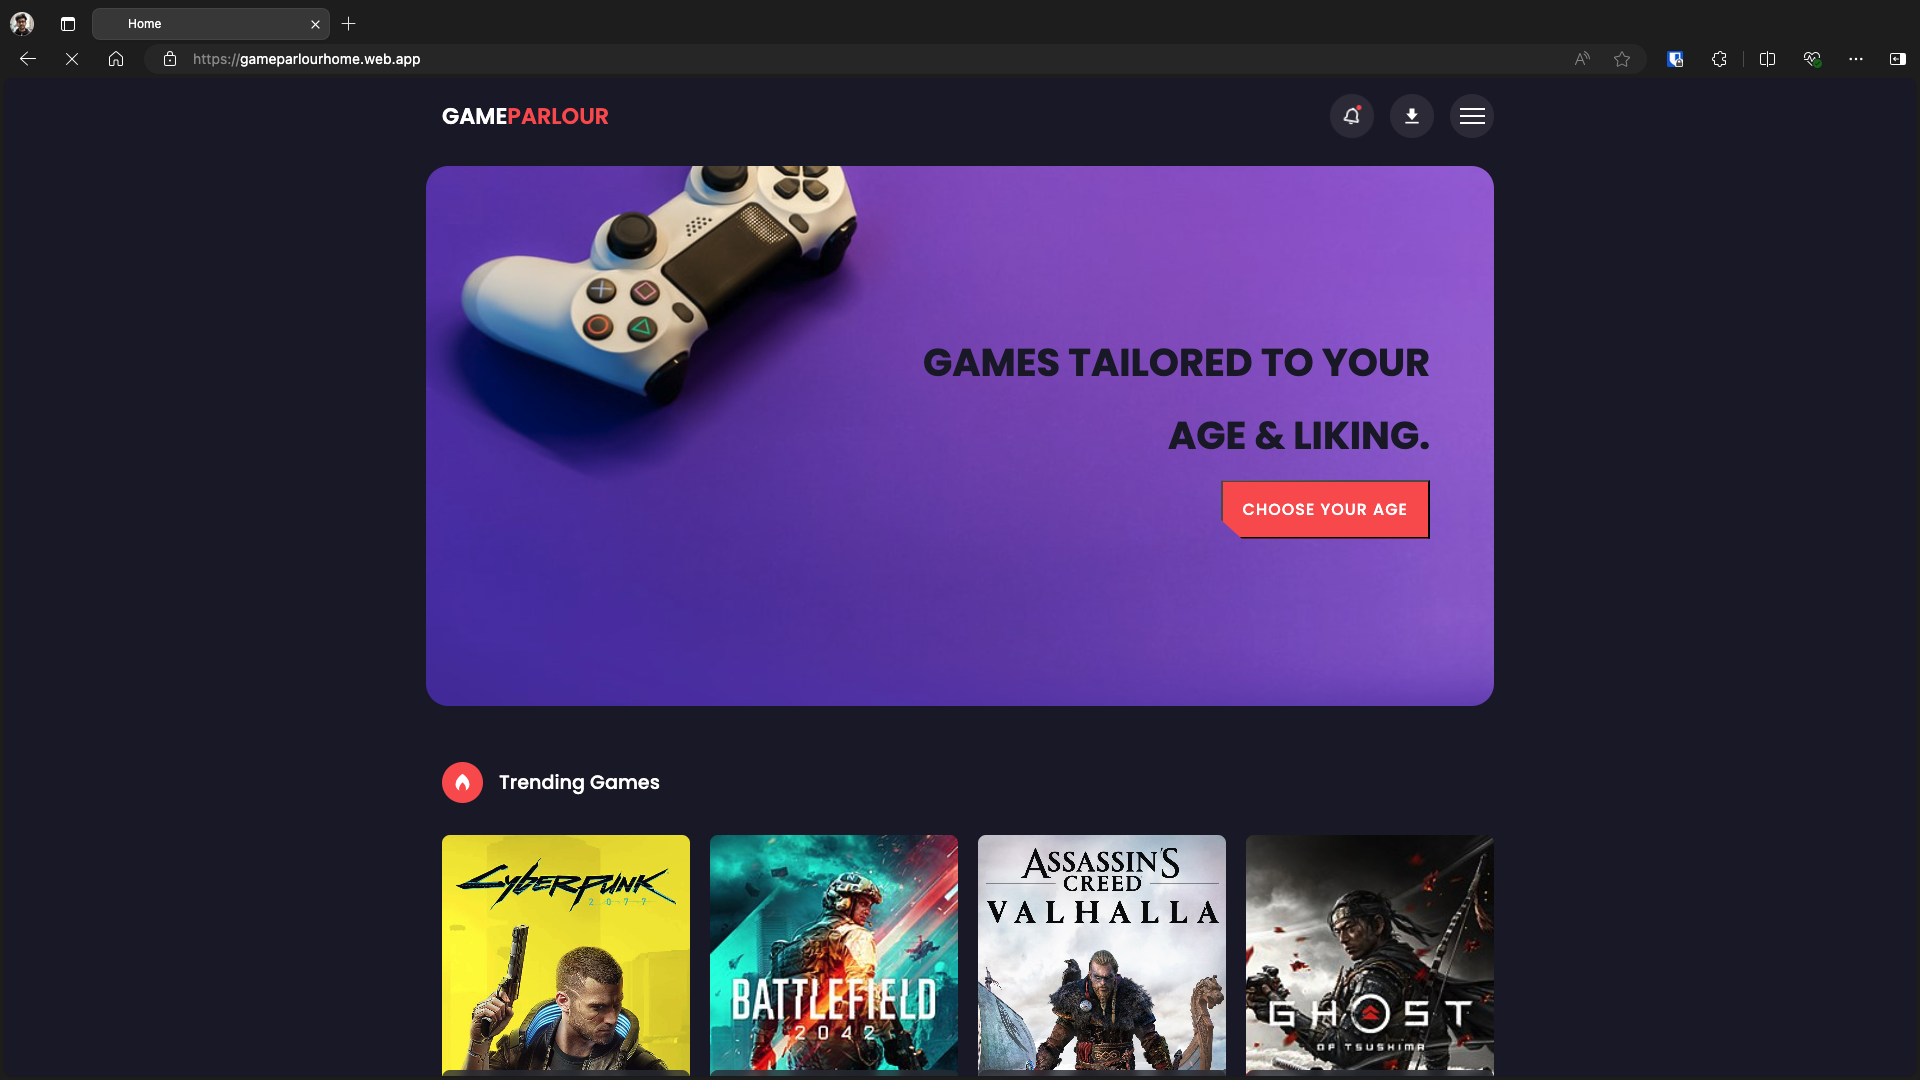 Home
https://gameparlourhome.web.app
GAMEPARLOUR
GAMES TAILORED TO YOUR
AGE & LIKING.
CHOOSE YOUR AGE
Trending Games
CYBERPUNK
2077
BATTLEFIELD
2042
ASSASSIN'S
CREED
VALHALLA
GHOST
OF TSUSHIMA